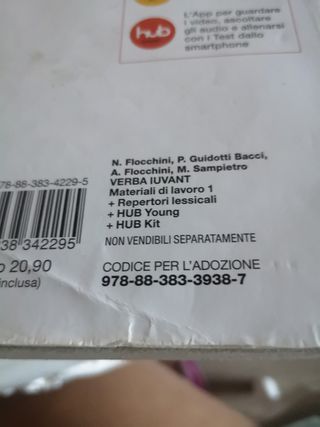 L'App per guardare
i video, ascoltare
gli audio e allenarsi
con i Test dallo
smartphone
hub
N. Flocchini, P. Guidotti Bacci,
A. Flocchini, M. Sampietro
VERBA IUVANT
Materiali di lavoro 1
+ Repertori lessicali
+ HUB Young
+ HUB Kit
NON VENDIBILI SEPARATAMENTE
CODICE PER L'ADOZIONE
978-88-383-3938-7
78-88-383-4229-5
38 342295
20,90